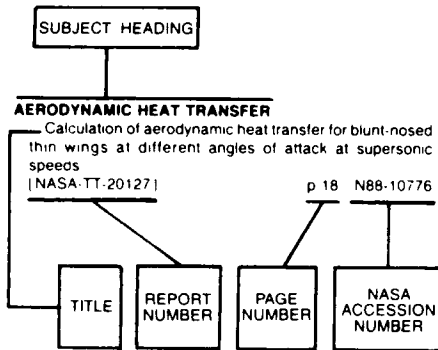 SUBJECT HEADING
AERODYNAMIC HEAT TRANSFER
Calculation of aerodynamic heat transfer for blunt-nosed
thin wings at different angles of attack at supersonic
speeds
[NASA-TT-20127] p 18 N88-10776
TITLE REPORT NUMBER PAGE NUMBER NASA ACCESSION NUMBER